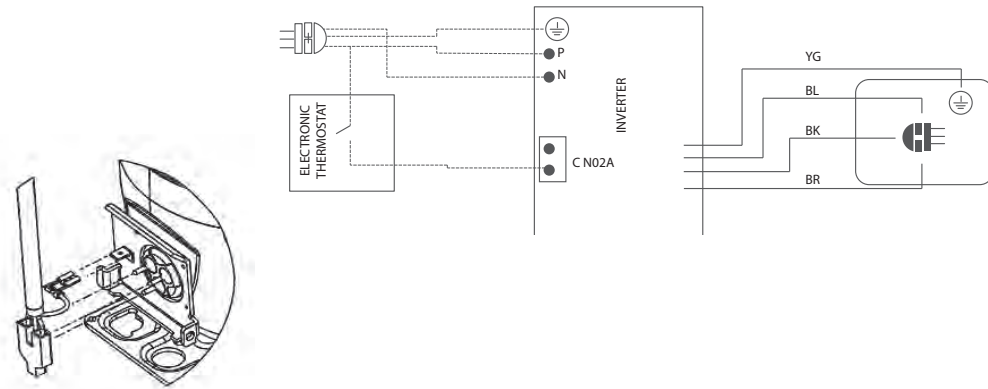 P
N
ELECTRONIC
THERMOSTAT
INVERTER
C N02A
YG
BL
BK
BR